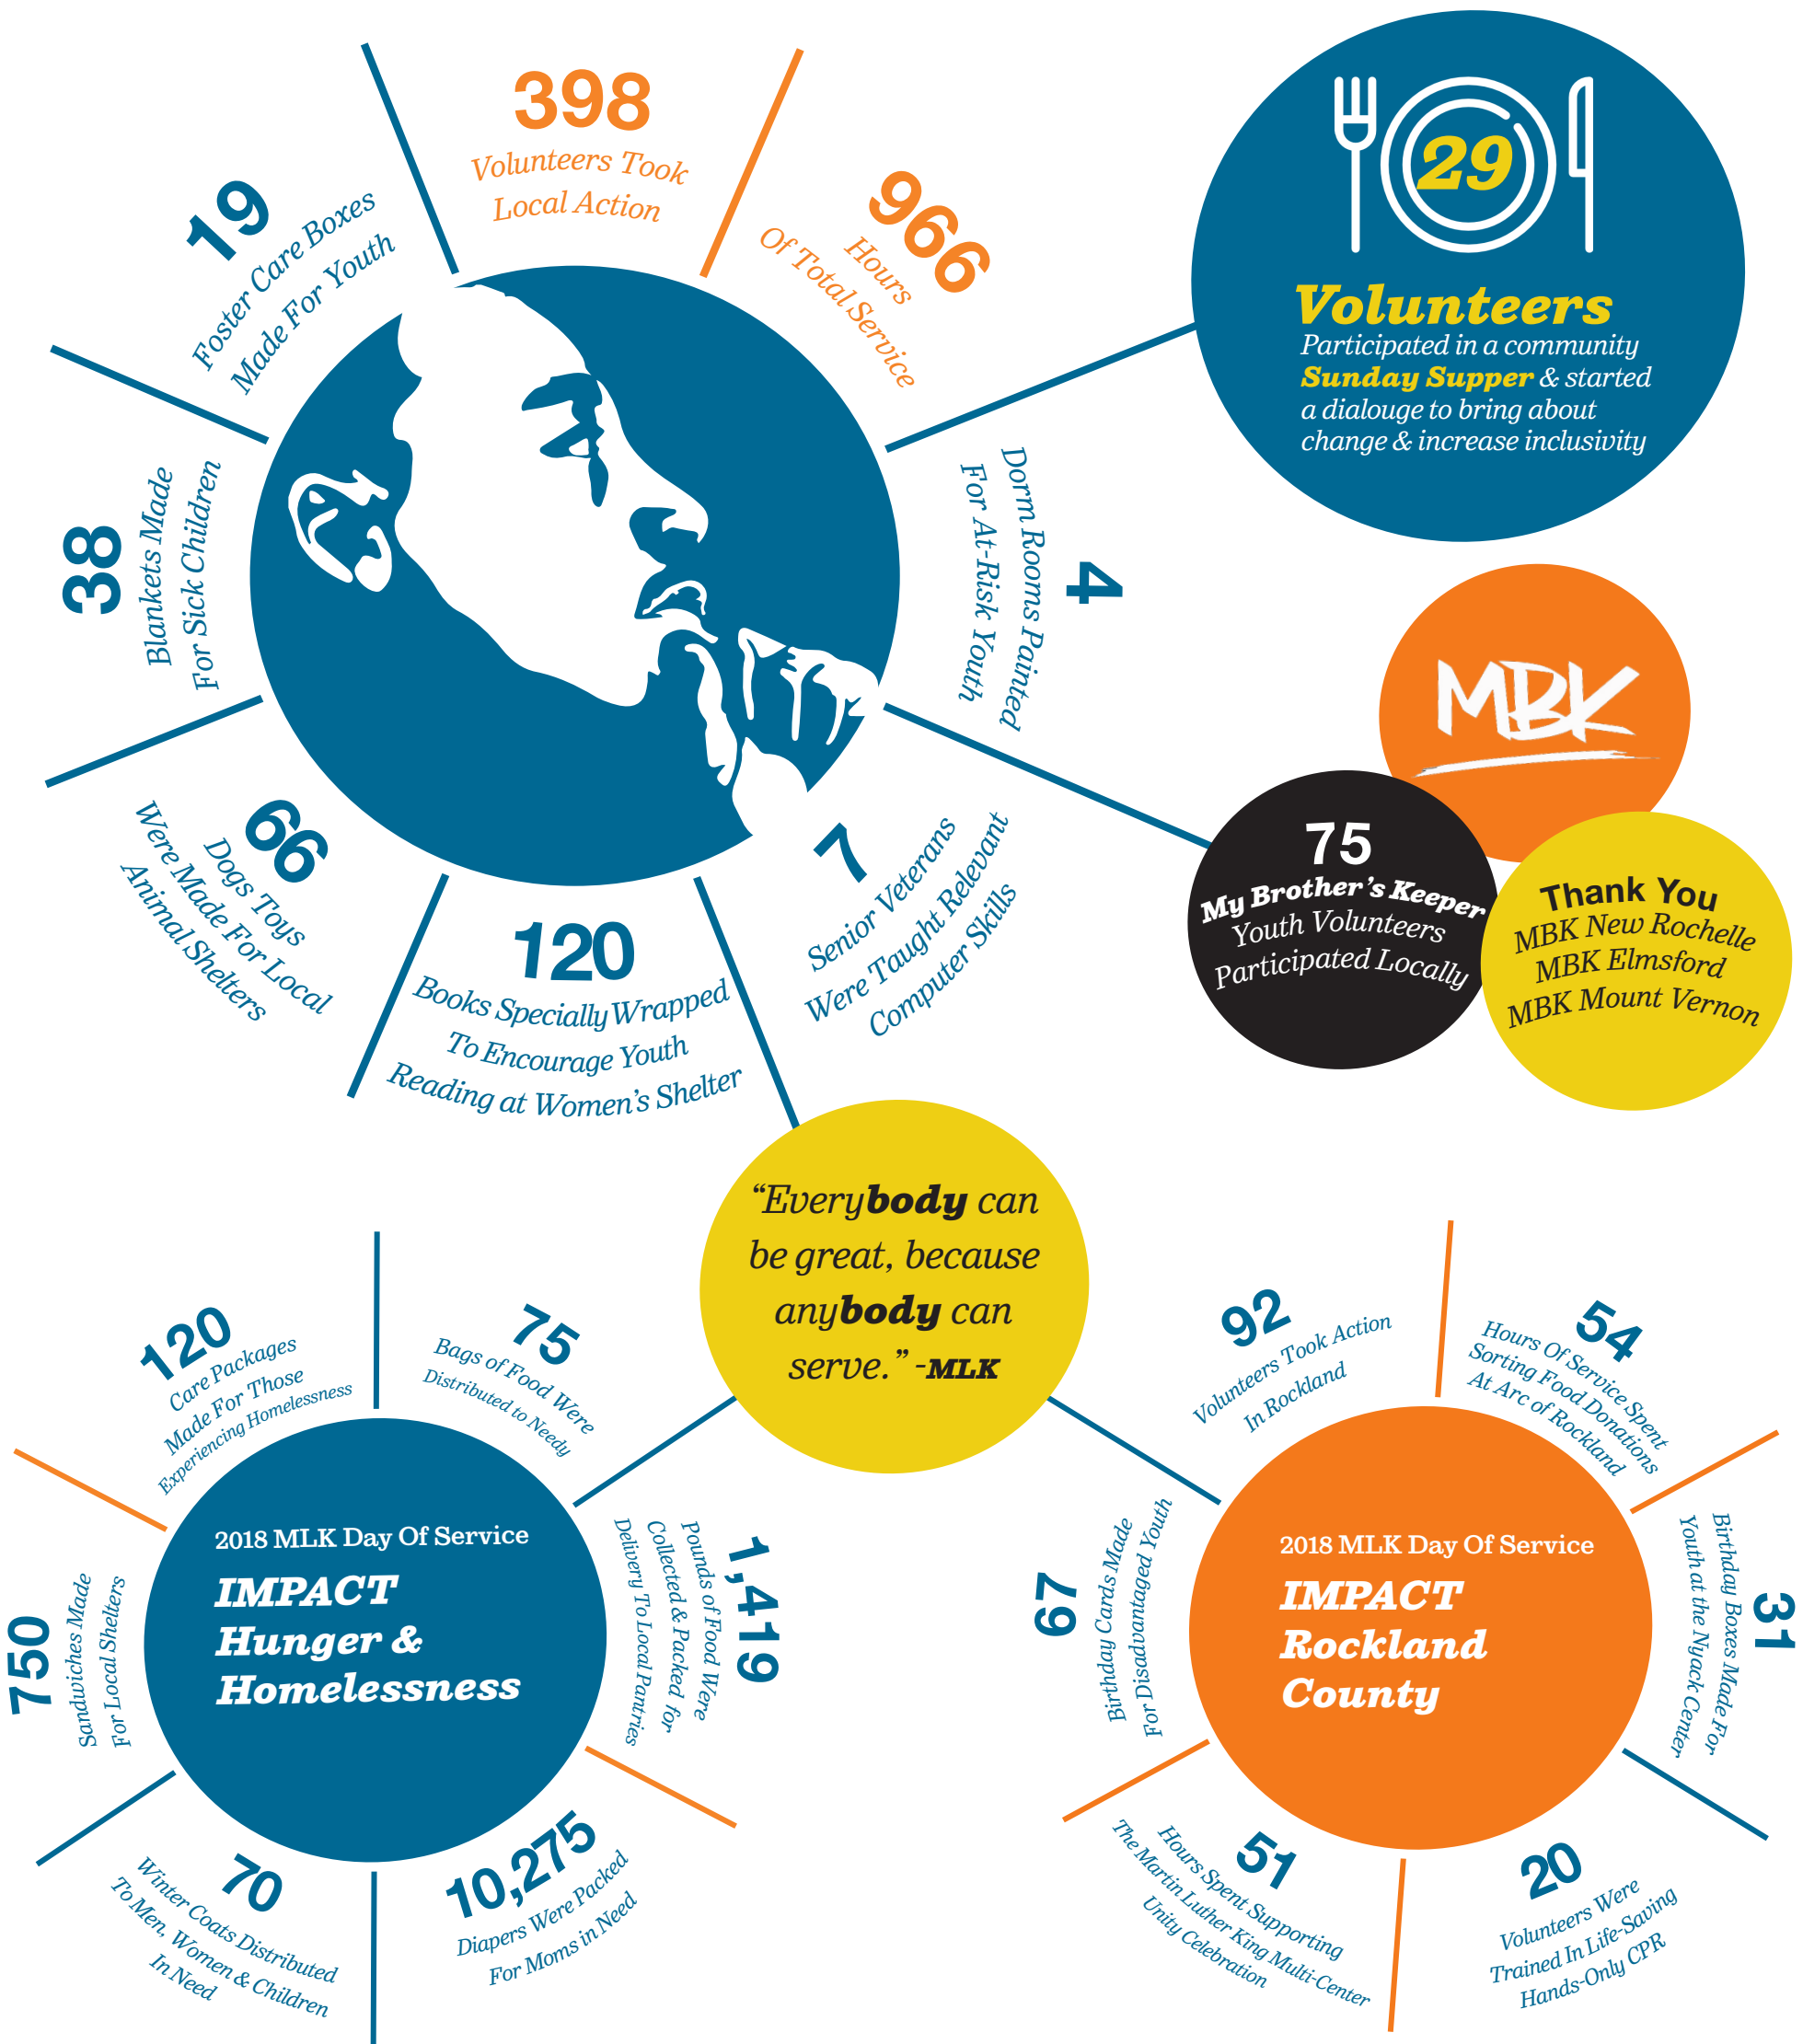 398
Volunteers Took
Local Action
966
Hours
Of Total Service
29
Volunteers
Participated in a community
Sunday Supper & started
a dialouge to bring about
change & increase inclusivity
4
Dorm Rooms Painted
For At-Risk Youth
MBK
75
My Brother's Keeper
Youth Volunteers
Participated Locally
Thank You
MBK New Rochelle
MBK Elmsford
MBK Mount Vernon
7
Senior Veterans
Were Taught Relevant
Computer Skills
120
Books Specially Wrapped
To Encourage Youth
Reading at Women's Shelter
66
Dogs Toys
Were Made For Local
Animal Shelters
38
Blankets Made
For Sick Children
19
Foster Care Boxes
Made For Youth
“Everybody can
be great, because
anybody can
serve.” -MLK
2018 MLK Day Of Service
IMPACT
Hunger &
Homelessness
120
Care Packages
Made For Those
Experiencing Homelessness
75
Bags of Food Were
Distributed to Needy
1,419
Pounds of Food Were
Collected & Packed for
Delivery To Local Pantries
10,275
Diapers Were Packed
For Moms in Need
70
Winter Coats Distributed
To Men, Women & Children
In Need
750
Sandwiches Made
For Local Shelters
2018 MLK Day Of Service
IMPACT
Rockland
County
92
Volunteers Took Action
In Rockland
54
Hours Of Service Spent
Sorting Food Donations
At Arc of Rockland
31
Birthday Boxes Made For
Youth at the Nyack Center
20
Volunteers Were
Trained In Life-Saving
Hands-Only CPR
51
Hours Spent Supporting
The Martin Luther King Multi-Center
Unity Celebration
79
Birthday Cards Made
For Disadvantaged Youth